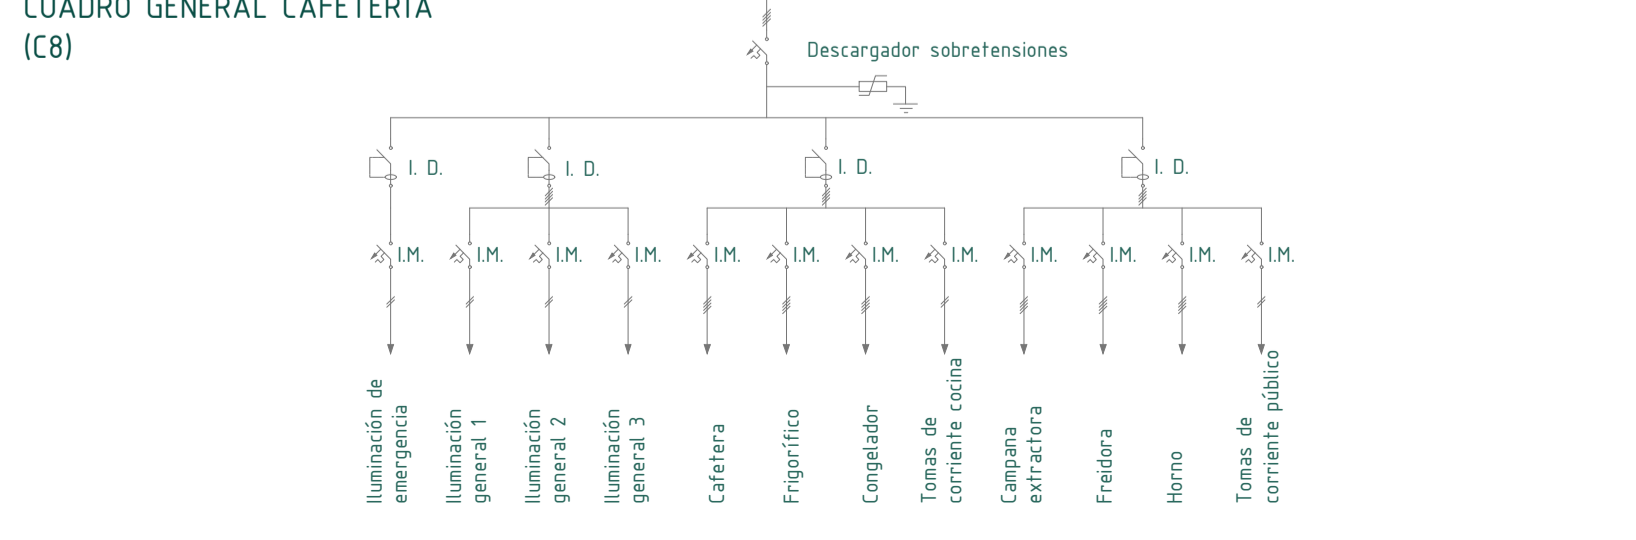 CUADRO GENERAL CAFETERIA
(C8)
Descargador sobretensiones
I. D.
I. D.
I. D.
I. D.
I.M.
I.M.
I.M.
I.M.
I.M.
I.M.
I.M.
I.M.
I.M.
I.M.
I.M.
I.M.
Iluminación de
emergencia
Iluminación
general 1
Iluminación
general 2
Iluminación
general 3
Cafetera
Frigorífico
Congelador
Tomas de
corriente cocina
Campana
extractora
Freidora
Horno
Tomas de
corriente público